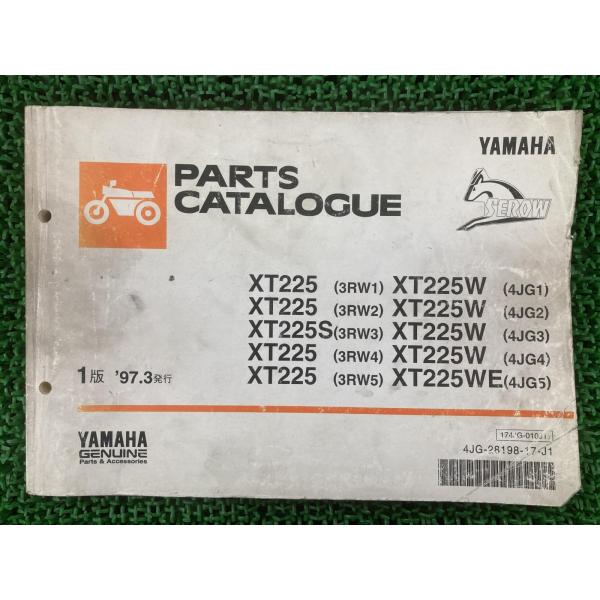 YAMAHA
PARTS
CATALOGUE
SEROW
XT225 (3RW1) XT225W (4JG1)
XT225 (3RW2) XT225W (4JG2)
XT225S(3RW3) XT225W (4JG3)
XT225 (3RW4) XT225W (4JG4)
XT225 (3RW5) XT225WE(4JG5)
1版 '97.3発行
YAMAHA
GENUINE
Parts & Accessories
174JG-010J1
4JG-28198-17-J1